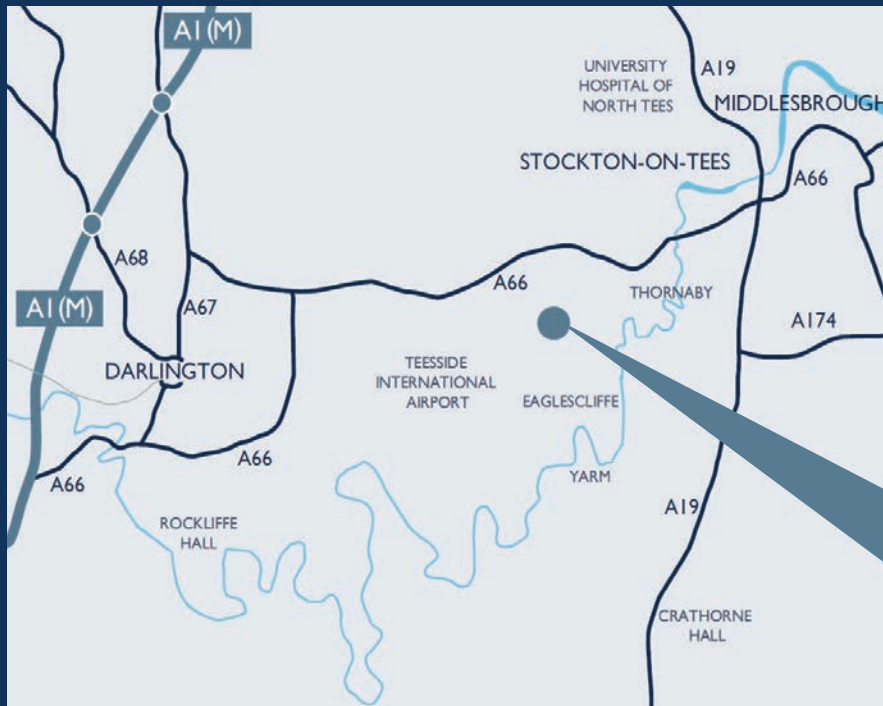 A1(M)
UNIVERSITY
HOSPITAL OF
NORTH TEES
A19
MIDDLESBROUGH
STOCKTON-ON-TEES
A66
A68
A66
THORNABY
A1(M)
A67
A174
DARLINGTON
TEESSIDE
INTERNATIONAL
AIRPORT
EAGLESCLIFFE
A66
A66
YARM
A19
ROCKLIFFE
HALL
CRATHORNE
HALL